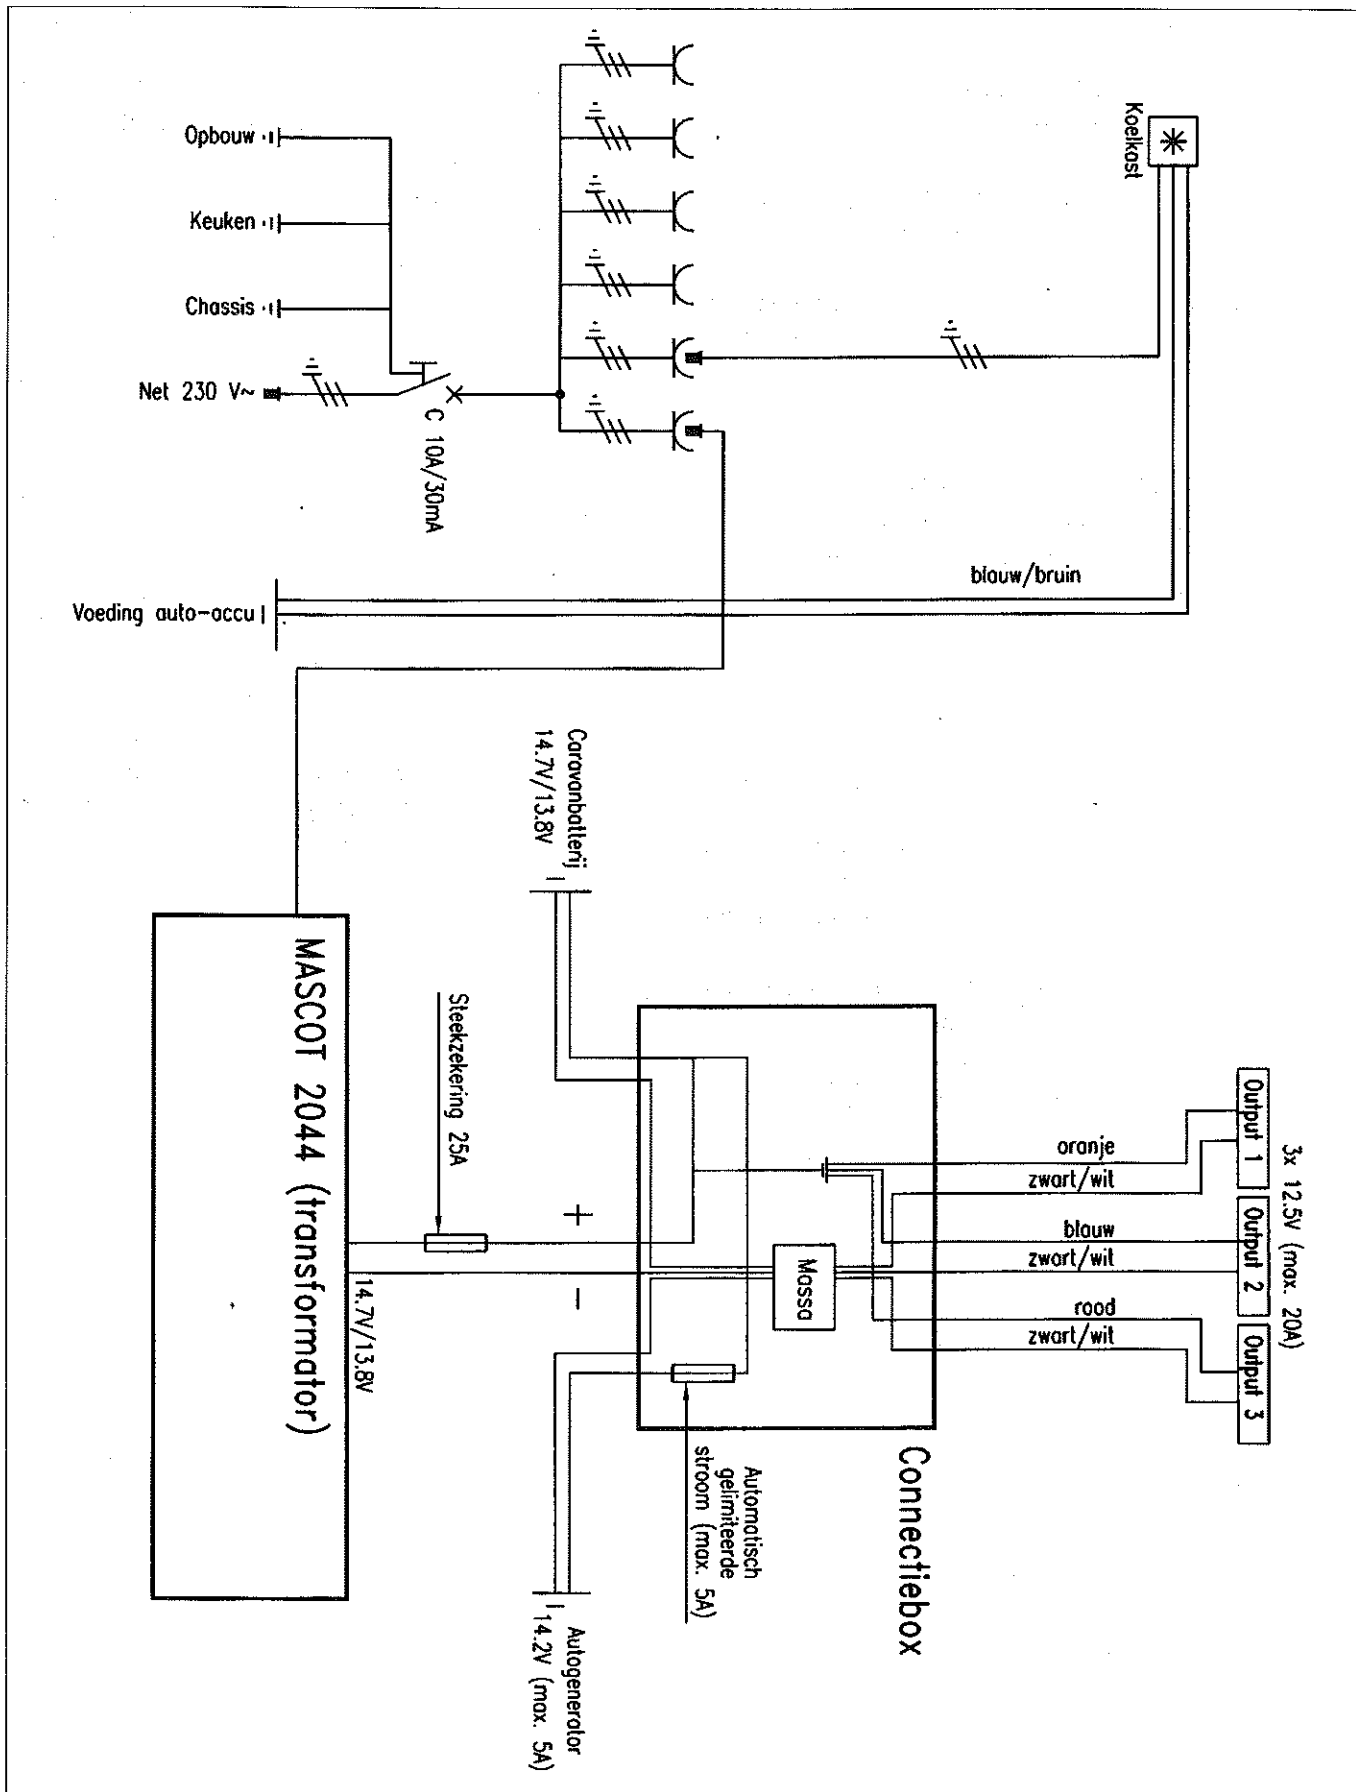 Koelkast
Opbouw
Keuken
Chassis
Net 230 V~
C 10A/30mA
blauw/bruin
Voeding auto-accu
Caravanbatterij
14.7V/13.8V
MASCOT 2044 (transformator)
14.7V/13.8V
Steekzekering 25A
+
−
Massa
oranje
zwart/wit
blauw
zwart/wit
rood
zwart/wit
Output 1
Output 2
Output 3
3x 12.5V (max. 20A)
Connectiebox
Automatisch
gelimiteerde
stroom (max. 5A)
Autogenerator
14.2V (max. 5A)